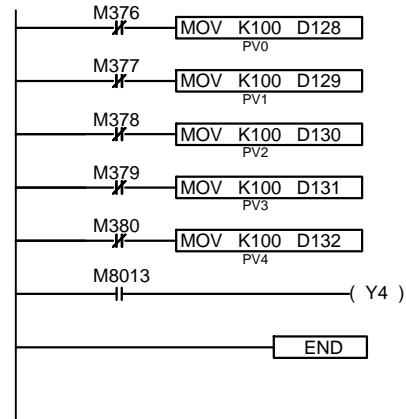 M376
MOV K100 D128
PV0
M377
MOV K100 D129
PV1
M378
MOV K100 D130
PV2
M379
MOV K100 D131
PV3
M380
MOV K100 D132
PV4
M8013
( Y4 )
END